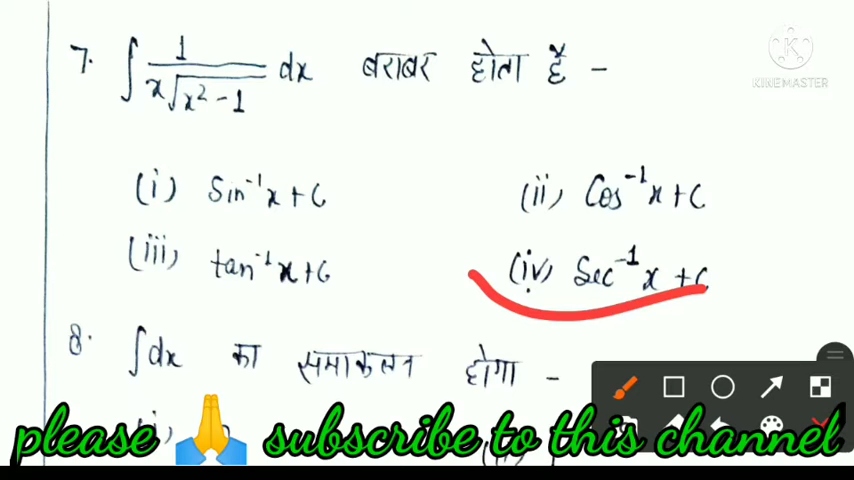 7. ∫ 1/(x√(x²-1)) dx बराबर होता है -
KINEMASTER
(i) Sin⁻¹x+C (ii) Cos⁻¹x+C
(iii) tan⁻¹x+C (iv) Sec⁻¹x+C
8. ∫dx का समाकलन होगा -
please 🙏 subscribe to this channel